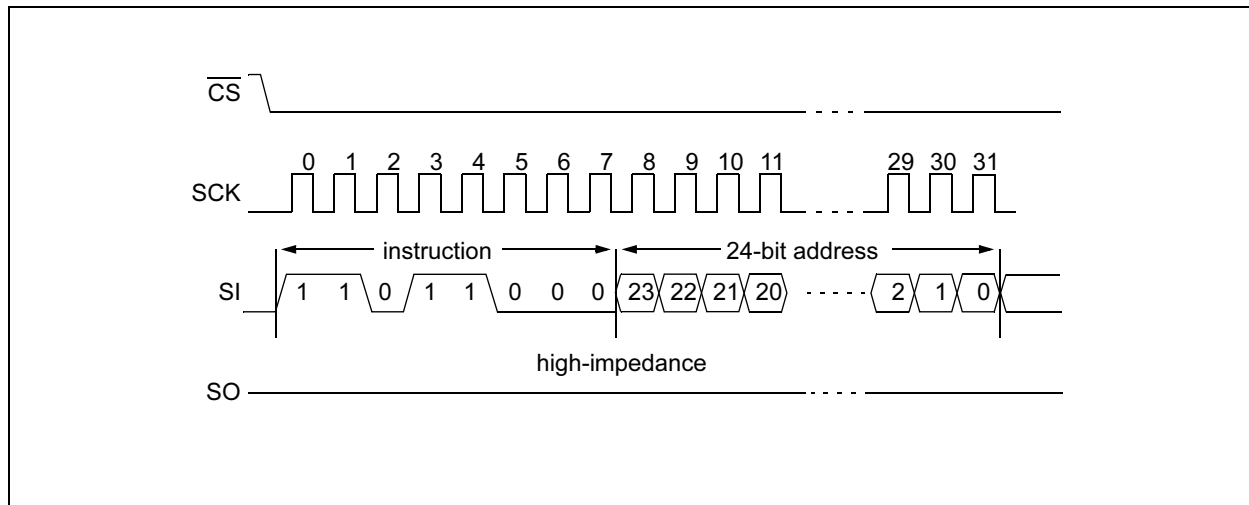 CS
0 1 2 3 4 5 6 7 8 9 10 11 29 30 31
SCK
instruction 24-bit address
SI 1 1 0 1 1 0 0 0 23 22 21 20 2 1 0
high-impedance
SO